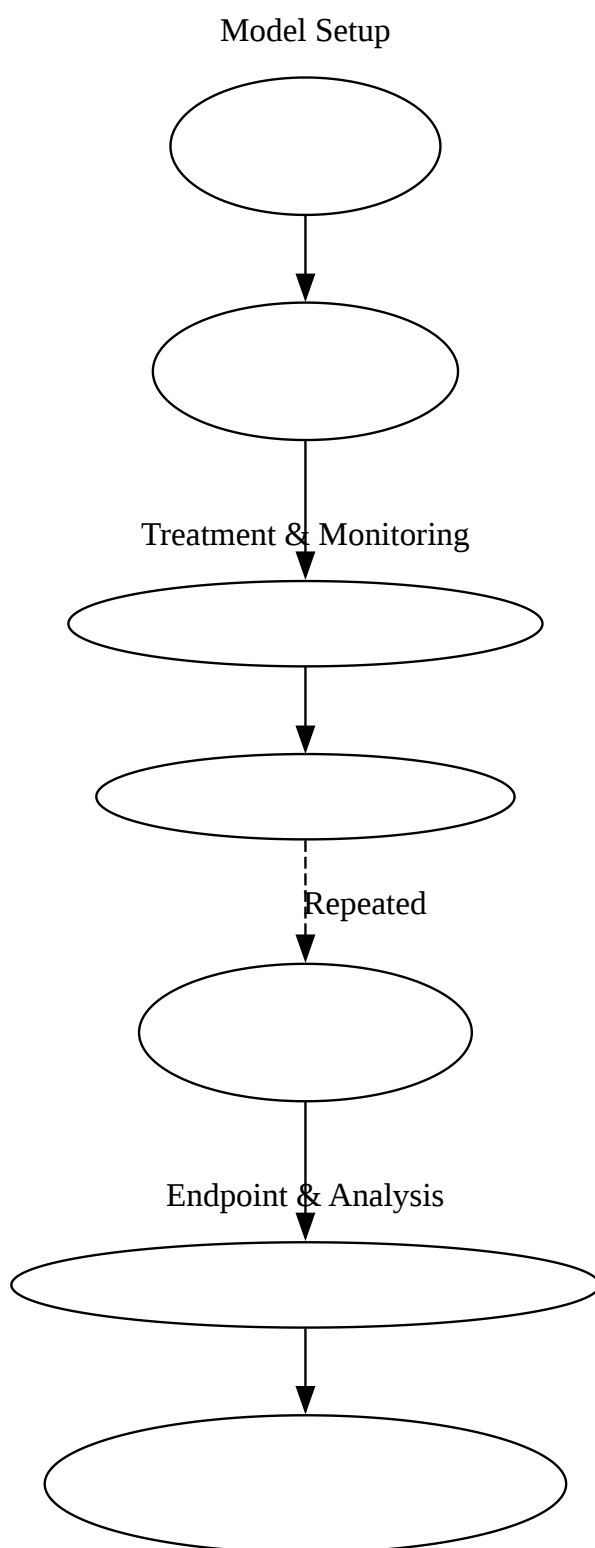 Model Setup
Treatment & Monitoring
Repeated
Endpoint & Analysis